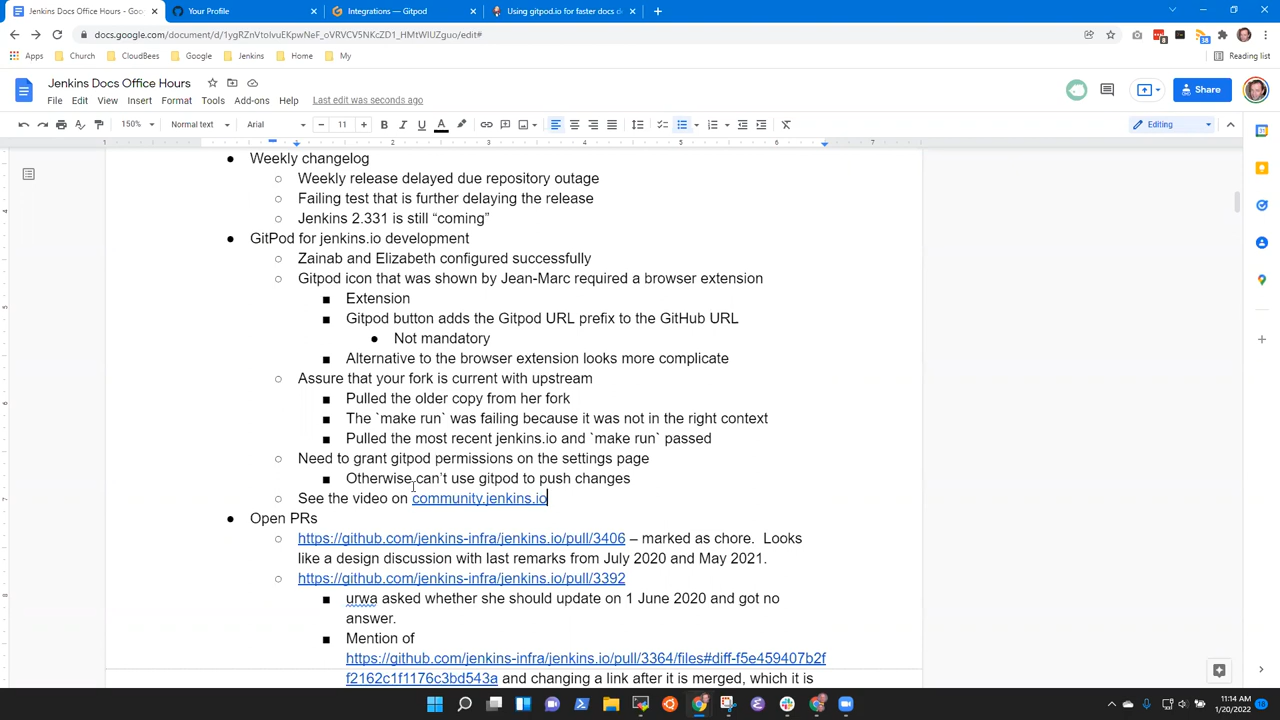 Jenkins Docs Office Hours - Goo
Your Profile
Integrations — Gitpod
Using gitpod.io for faster docs d
docs.google.com/document/d/1ygRZnVtoIvuEKpwNeF_oVRVCV5NKcZD1_HMtWIUZguo/edit#
Apps
Church
CloudBees
Google
Jenkins
Home
My
Reading list
Jenkins Docs Office Hours
File Edit View Insert Format Tools Add-ons Help Last edit was seconds ago
Share
150% Normal text Arial 11 Editing
Weekly changelog
Weekly release delayed due repository outage
Failing test that is further delaying the release
Jenkins 2.331 is still “coming”
GitPod for jenkins.io development
Zainab and Elizabeth configured successfully
Gitpod icon that was shown by Jean-Marc required a browser extension
Extension
Gitpod button adds the Gitpod URL prefix to the GitHub URL
Not mandatory
Alternative to the browser extension looks more complicate
Assure that your fork is current with upstream
Pulled the older copy from her fork
The `make run` was failing because it was not in the right context
Pulled the most recent jenkins.io and `make run` passed
Need to grant gitpod permissions on the settings page
Otherwise can’t use gitpod to push changes
See the video on community.jenkins.io
Open PRs
https://github.com/jenkins-infra/jenkins.io/pull/3406 – marked as chore. Looks
like a design discussion with last remarks from July 2020 and May 2021.
https://github.com/jenkins-infra/jenkins.io/pull/3392
urwa asked whether she should update on 1 June 2020 and got no
answer.
Mention of
https://github.com/jenkins-infra/jenkins.io/pull/3364/files#diff-f5e459407b2f
f2162c1f1176c3bd543a and changing a link after it is merged, which it is
11:14 AM
1/20/2022